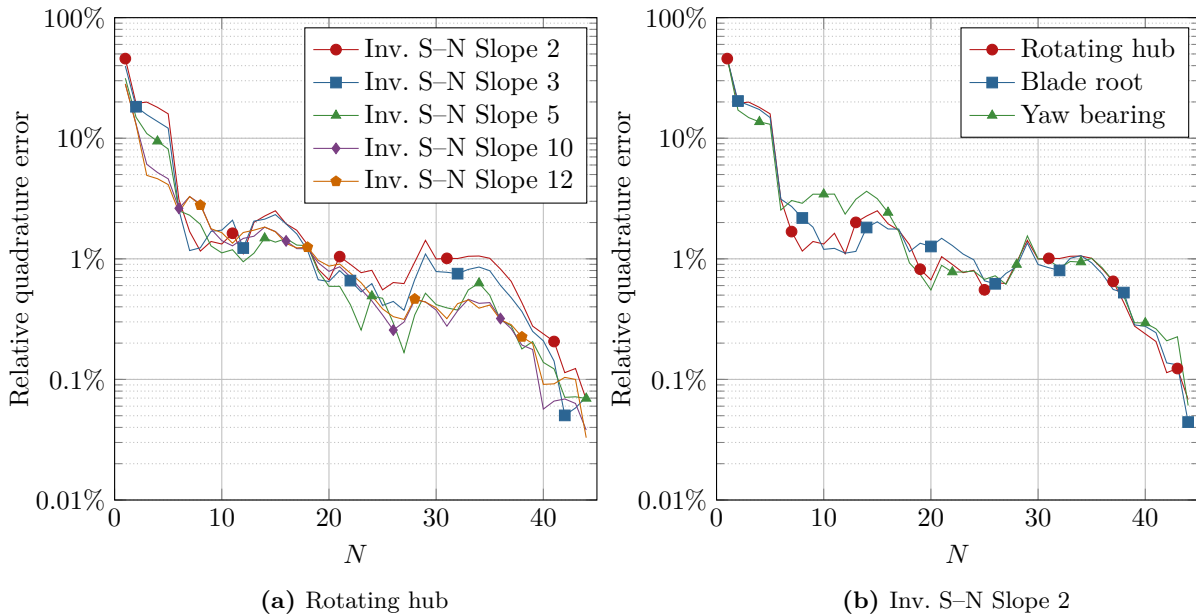 100%
10%
1%
0.1%
0.01%
Relative quadrature error
0
10
20
30
40
N
Inv. S–N Slope 2
Inv. S–N Slope 3
Inv. S–N Slope 5
Inv. S–N Slope 10
Inv. S–N Slope 12
(a) Rotating hub
100%
10%
1%
0.1%
0.01%
Relative quadrature error
0
10
20
30
40
N
Rotating hub
Blade root
Yaw bearing
(b) Inv. S–N Slope 2